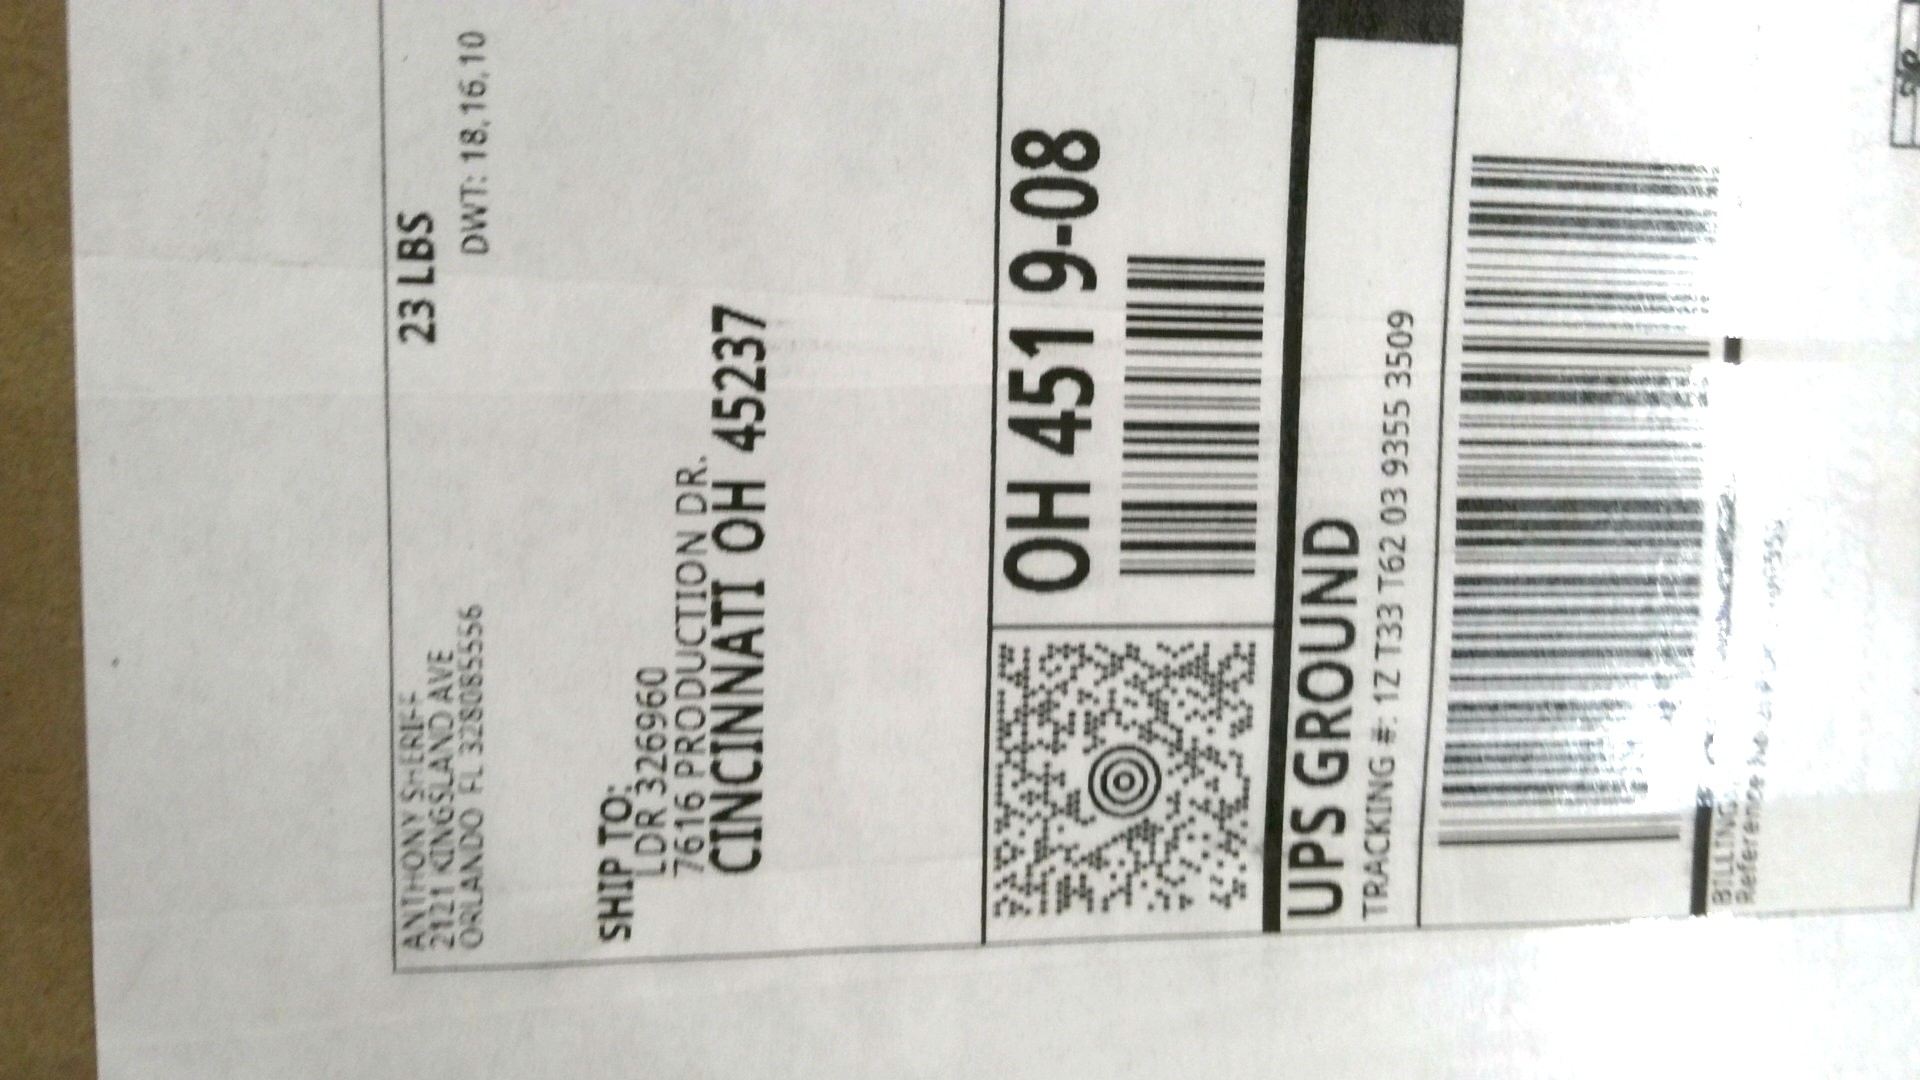 ANTHONY SHERIFF
2121 KINGSLAND AVE
ORLANDO FL 328085556
23 LBS
DWT: 18,16,10
SHIP TO:
LDR 326960
7616 PRODUCTION DR.
CINCINNATI OH 45237
OH 451 9-08
UPS GROUND
TRACKING #: 1Z T33 T62 03 9355 3509
BILLING
Reference